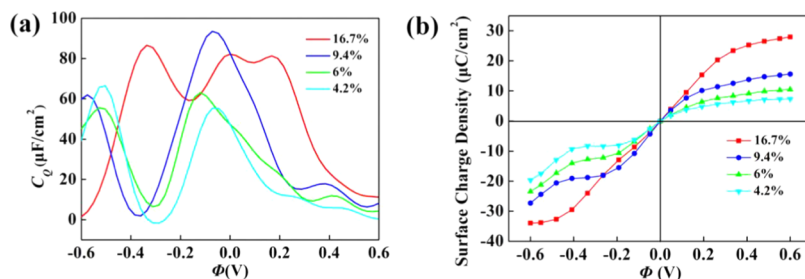 (a)
100
80
60
40
20
0
C_Q (µF/cm²)
16.7%
9.4%
6%
4.2%
-0.6 -0.4 -0.2 0.0 0.2 0.4 0.6
Φ(V)
(b)
Surface Charge Density (µC/cm²)
30
20
10
0
-10
-20
-30
-40
16.7%
9.4%
6%
4.2%
-0.6 -0.4 -0.2 0.0 0.2 0.4 0.6
Φ (V)